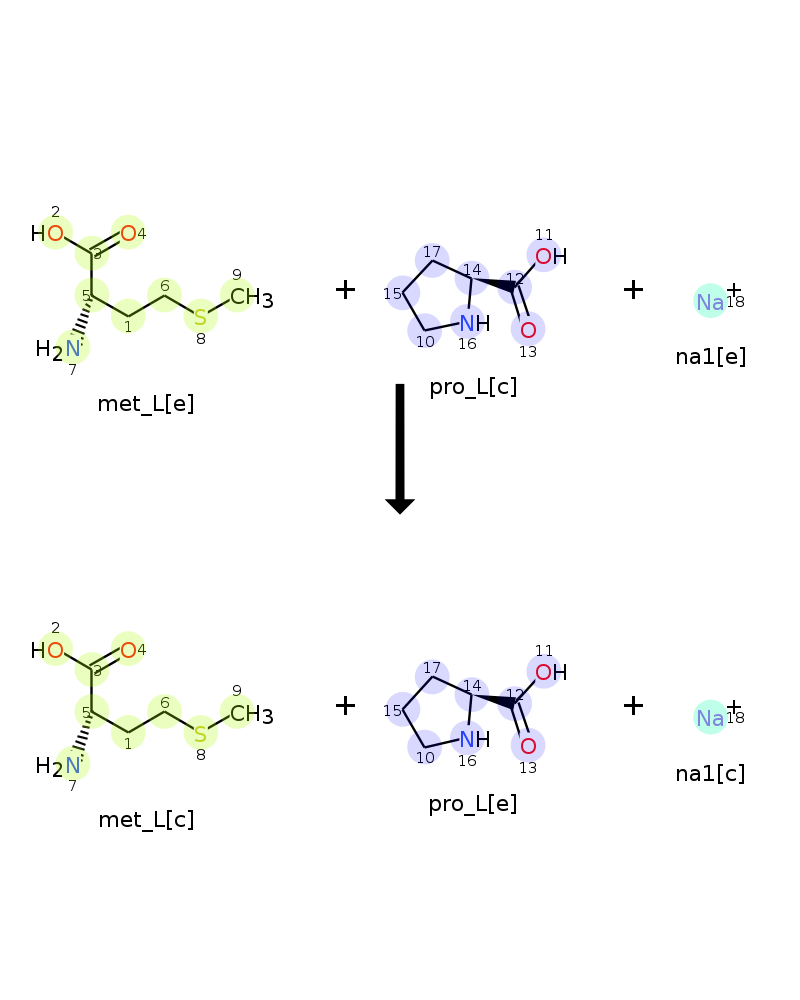 2
HO O4
3
5
H2N
7
1
6
S
8
9
CH3
met_L[e]
+
17
15
10
14
NH
16
12
11
OH
O
13
pro_L[c]
+
Na+
18
na1[e]
2
HO O4
3
5
H2N
7
1
6
S
8
9
CH3
met_L[c]
+
17
15
10
14
NH
16
12
11
OH
O
13
pro_L[e]
+
Na+
18
na1[c]